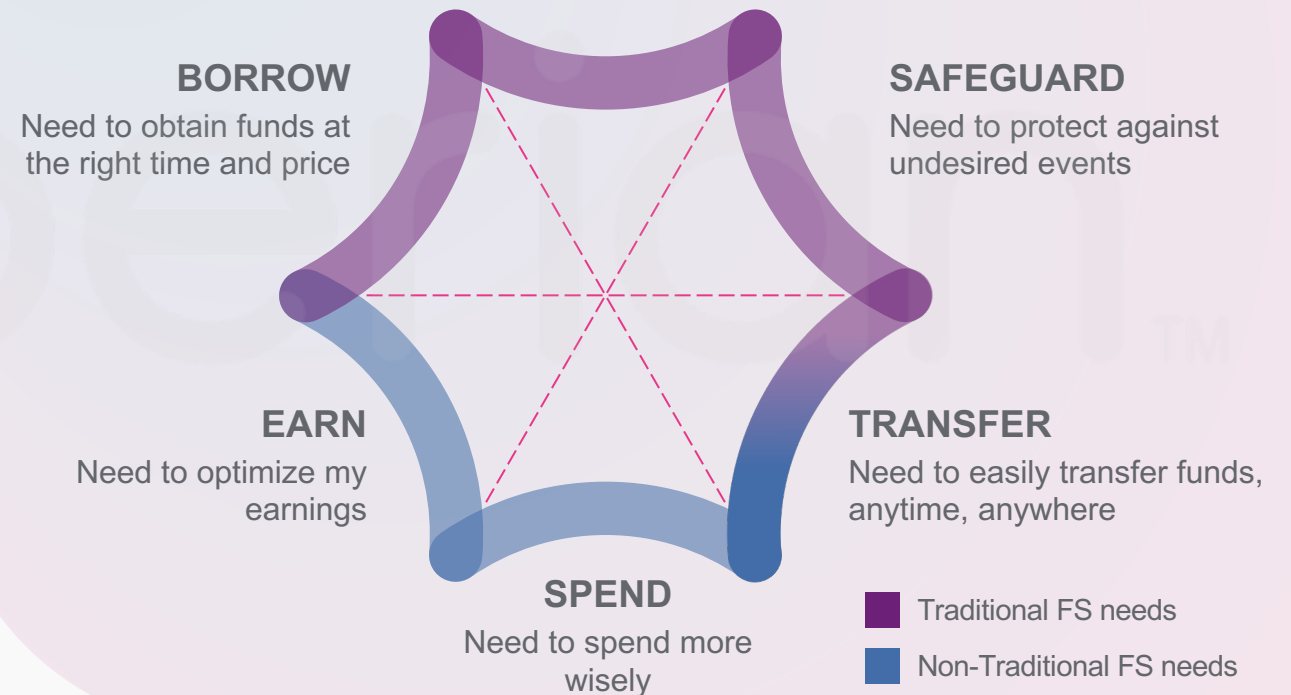 BORROW
Need to obtain funds at
the right time and price
SAFEGUARD
Need to protect against
undesired events
EARN
Need to optimize my
earnings
TRANSFER
Need to easily transfer funds,
anytime, anywhere
SPEND
Need to spend more
wisely
Traditional FS needs
Non-Traditional FS needs
perian
TM